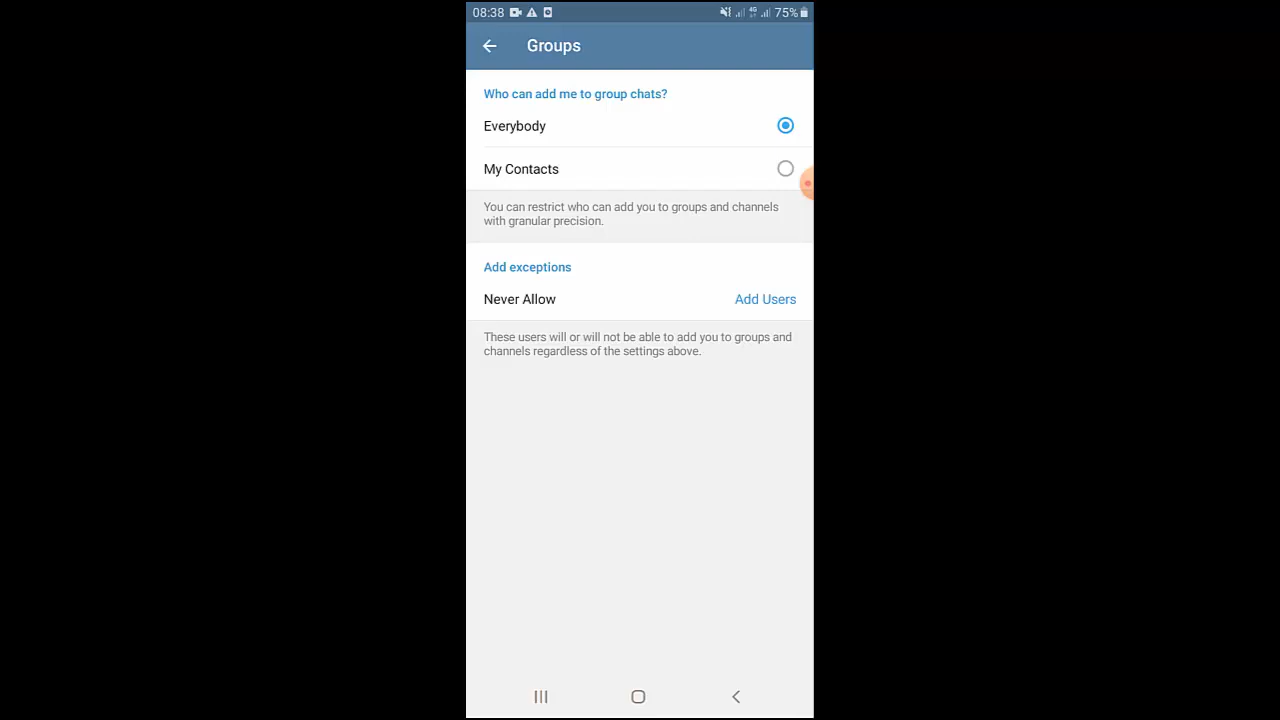 08:38 4G 75%
Groups
Who can add me to group chats?
Everybody
My Contacts
You can restrict who can add you to groups and channels
with granular precision.
Add exceptions
Never Allow Add Users
These users will or will not be able to add you to groups and
channels regardless of the settings above.